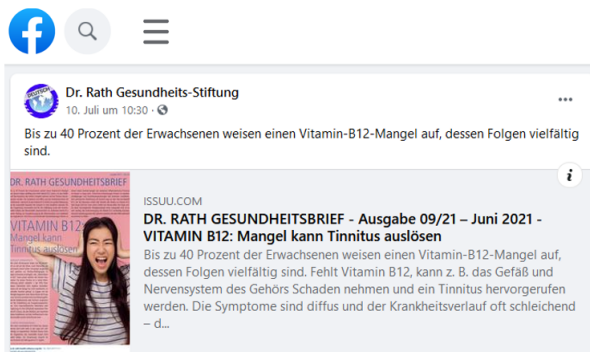 DEUTSCH
Dr. Rath Gesundheits-Stiftung
10. Juli um 10:30 ·
Bis zu 40 Prozent der Erwachsenen weisen einen Vitamin-B12-Mangel auf, dessen Folgen vielfältig
sind.
DR. RATH GESUNDHEITSBRIEF
VITAMIN B12:
Mangel kann
Tinnitus auslösen
ISSUU.COM
DR. RATH GESUNDHEITSBRIEF - Ausgabe 09/21 – Juni 2021 -
VITAMIN B12: Mangel kann Tinnitus auslösen
Bis zu 40 Prozent der Erwachsenen weisen einen Vitamin-B12-Mangel auf,
dessen Folgen vielfältig sind. Fehlt Vitamin B12, kann z. B. das Gefäß und
Nervensystem des Gehörs Schaden nehmen und ein Tinnitus hervorgerufen
werden. Die Symptome sind diffus und der Krankheitsverlauf oft schleichend
– d...